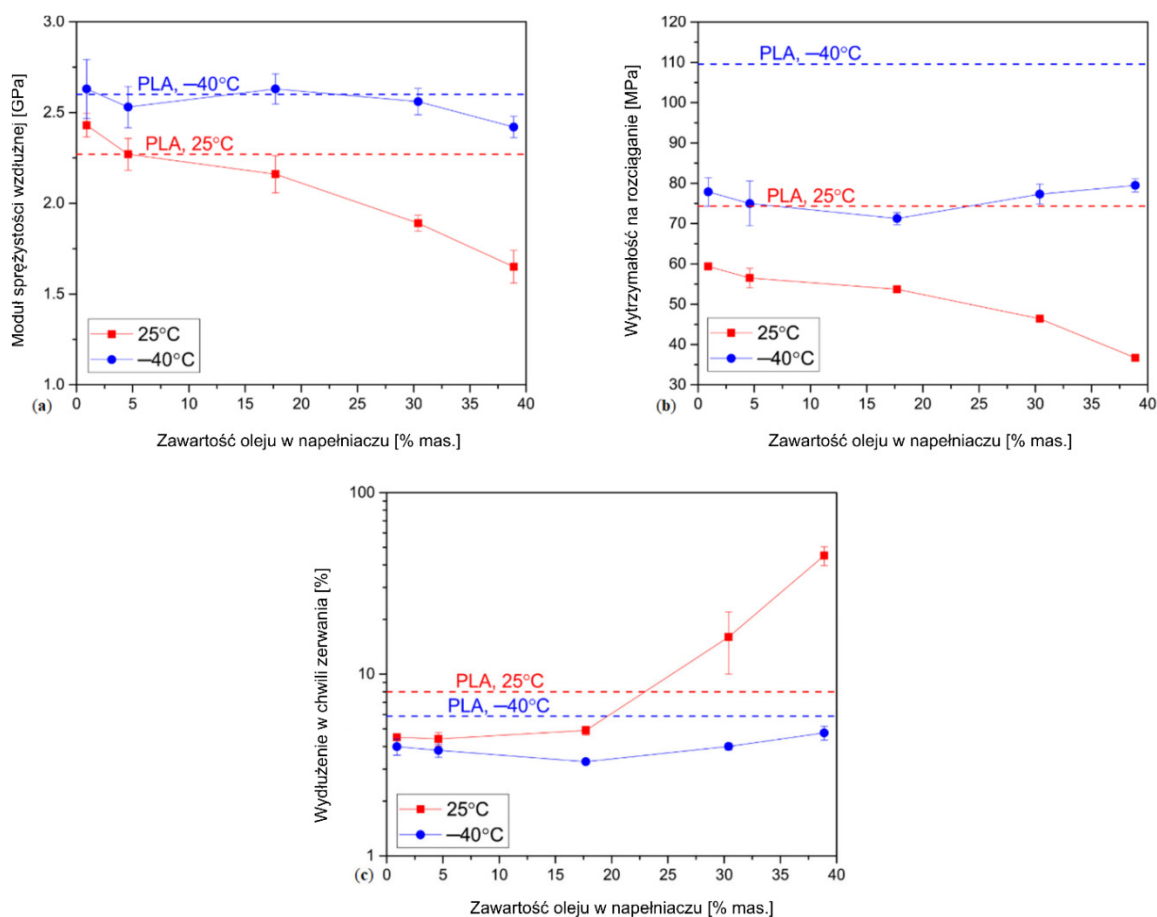 Moduł sprężystości wzdłużnej [GPa]
3.0
2.5
2.0
1.5
1.0
PLA, —40°C
PLA, 25°C
25°C
—40°C
0 5 10 15 20 25 30 35 40
(a)
Zawartość oleju w napełniaczu [% mas.]
Wytrzymałość na rozciąganie [MPa]
120
110
100
90
80
70
60
50
40
30
PLA, —40°C
PLA, 25°C
25°C
—40°C
0 5 10 15 20 25 30 35 40
(b)
Zawartość oleju w napełniaczu [% mas.]
Wydłużenie w chwili zerwania [%]
100
10
1
PLA, 25°C
PLA, —40°C
25°C
—40°C
0 5 10 15 20 25 30 35 40
(c)
Zawartość oleju w napełniaczu [% mas.]